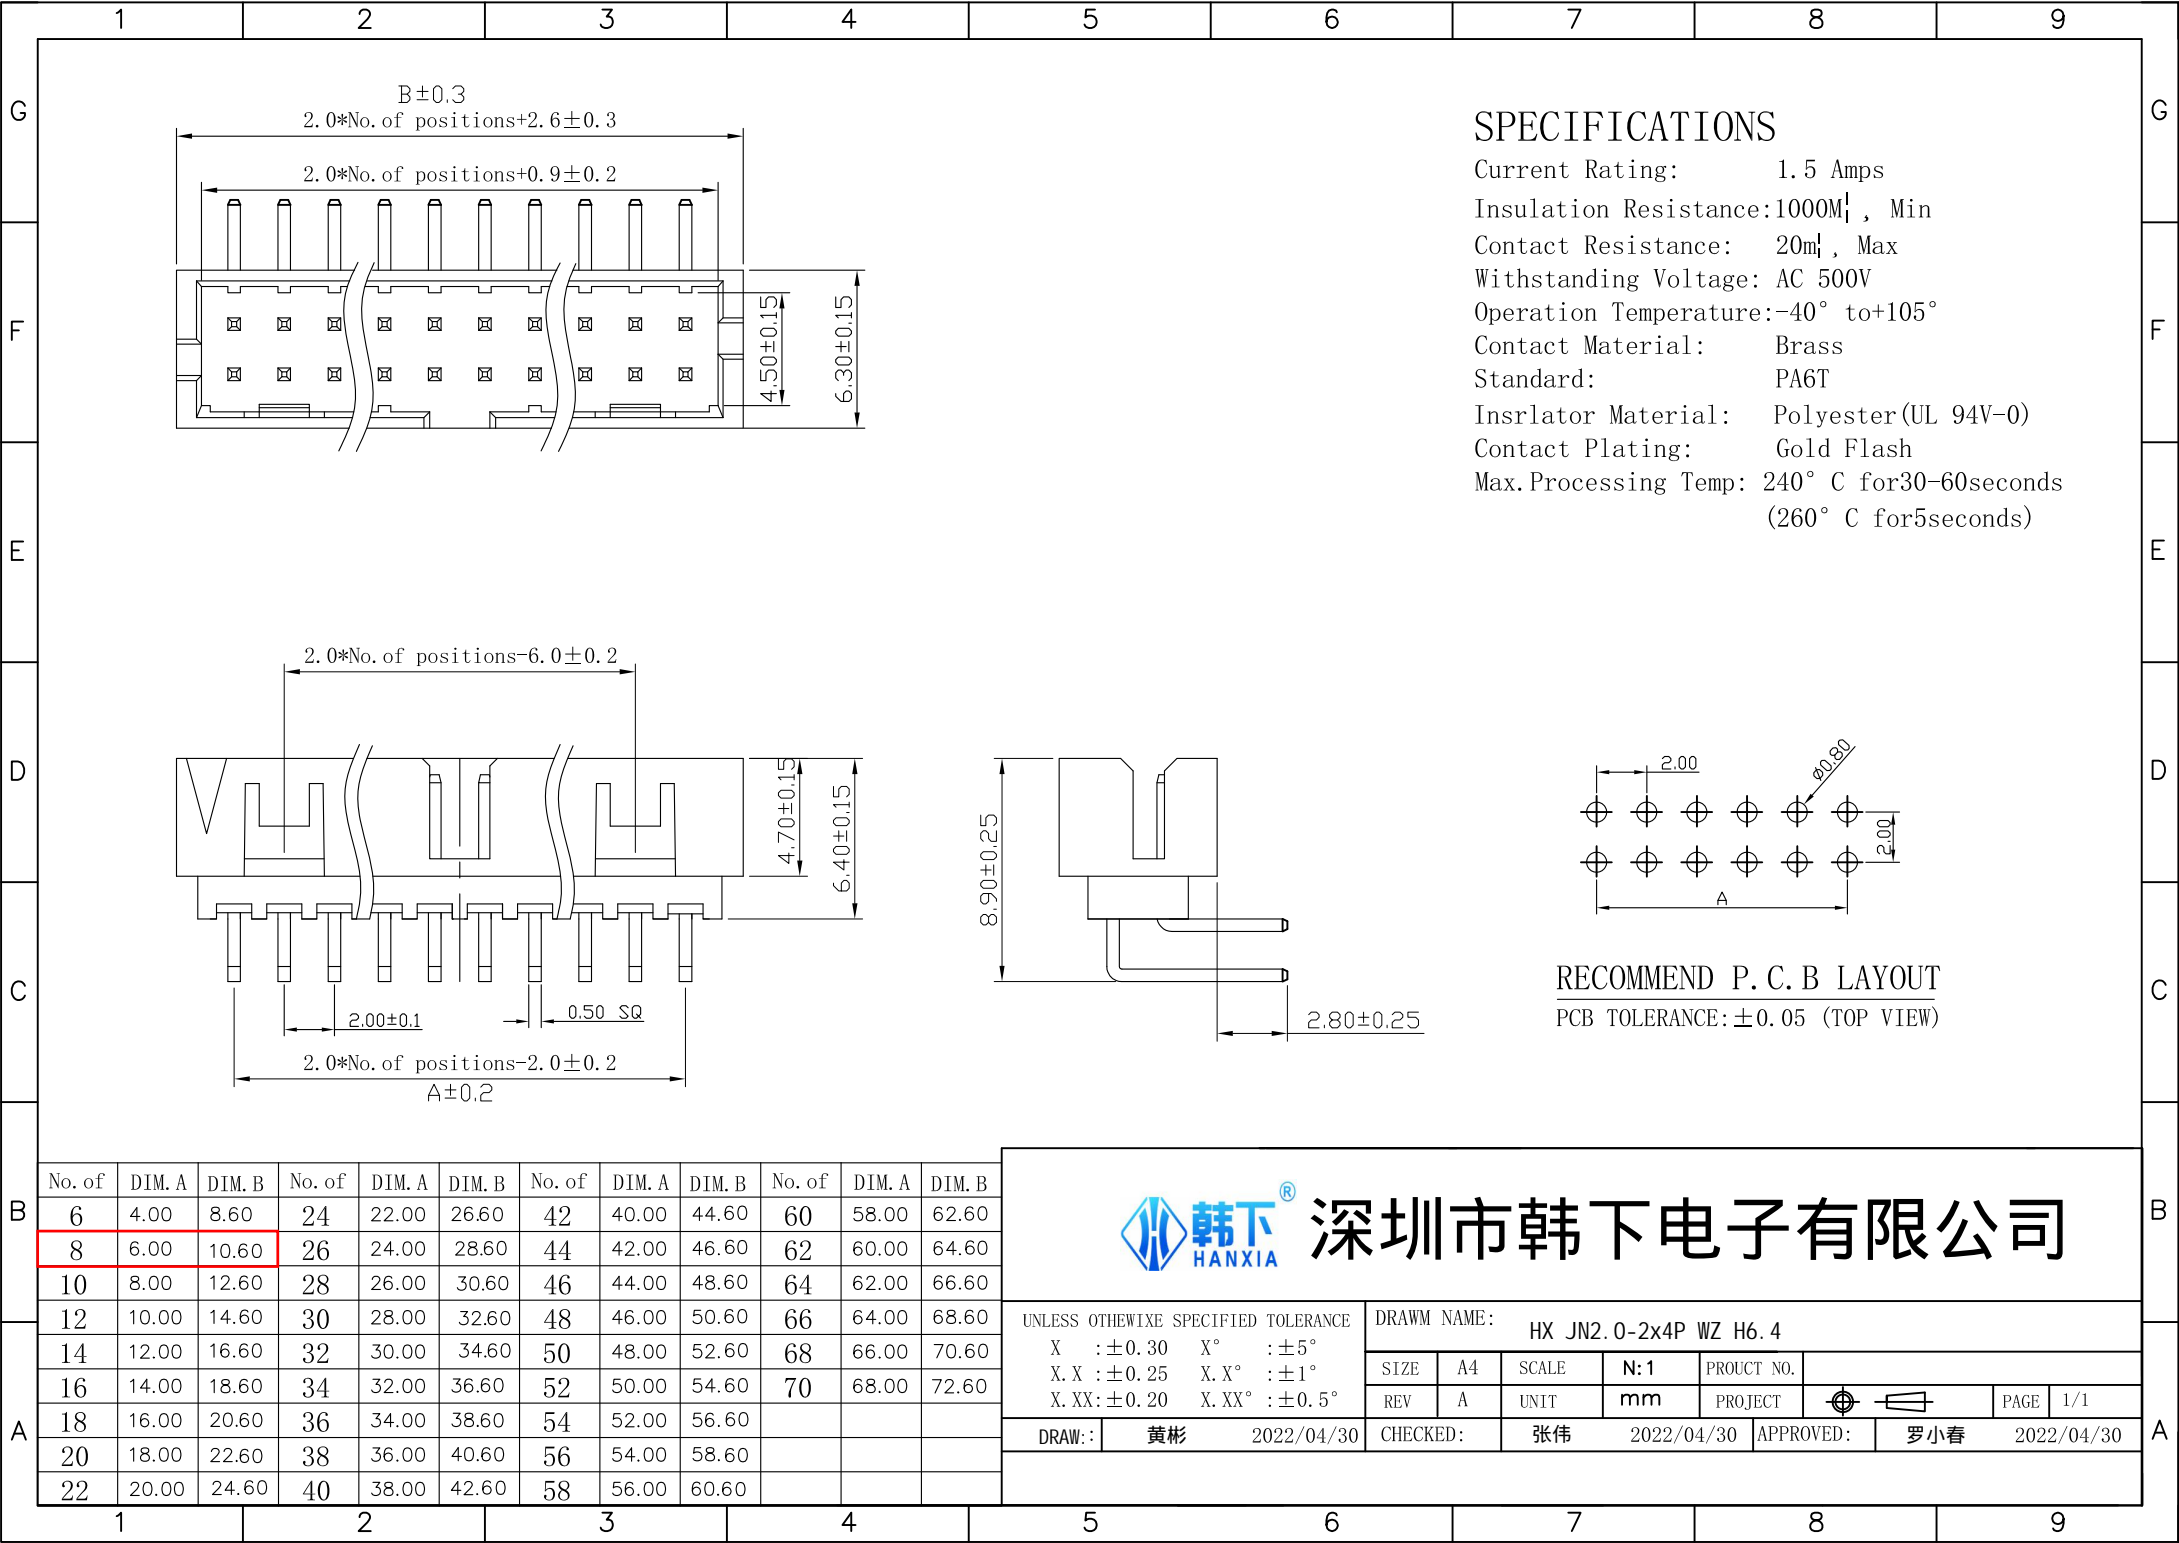 1 2 3 4 5 6 7 8 9
G G
F F
E E
D D
C C
B B
A A
B±0.3
2.0*No.of positions+2.6±0.3
2.0*No.of positions+0.9±0.2
4.50±0.15
6.30±0.15
SPECIFICATIONS
Current Rating: 1.5 Amps
Insulation Resistance:1000M¦ , Min
Contact Resistance: 20m¦, Max
Withstanding Voltage: AC 500V
Operation Temperature:-40° to+105°
Contact Material: Brass
Standard: PA6T
Insrlator Material: Polyester(UL 94V-0)
Contact Plating: Gold Flash
Max.Processing Temp: 240° C for30-60seconds
(260° C for5seconds)
2.0*No.of positions-6.0±0.2
4.70±0.15
6.40±0.15
2.00±0.1
0.50 SQ
2.0*No.of positions-2.0±0.2
A±0.2
8.90±0.25
2.80±0.25
2.00
ø0.80
2.00
A
RECOMMEND P.C.B LAYOUT
PCB TOLERANCE:±0.05 (TOP VIEW)
No.of DIM.A DIM.B No.of DIM.A DIM.B No.of DIM.A DIM.B No.of DIM.A DIM.B
6 4.00 8.60 24 22.00 26.60 42 40.00 44.60 60 58.00 62.60
8 6.00 10.60 26 24.00 28.60 44 42.00 46.60 62 60.00 64.60
10 8.00 12.60 28 26.00 30.60 46 44.00 48.60 64 62.00 66.60
12 10.00 14.60 30 28.00 32.60 48 46.00 50.60 66 64.00 68.60
14 12.00 16.60 32 30.00 34.60 50 48.00 52.60 68 66.00 70.60
16 14.00 18.60 34 32.00 36.60 52 50.00 54.60 70 68.00 72.60
18 16.00 20.60 36 34.00 38.60 54 52.00 56.60
20 18.00 22.60 38 36.00 40.60 56 54.00 58.60
22 20.00 24.60 40 38.00 42.60 58 56.00 60.60
韩下® HANXIA 深圳市韩下电子有限公司
UNLESS OTHEWIXE SPECIFIED TOLERANCE
X :±0.30 X° :±5°
X.X :±0.25 X.X° :±1°
X.XX:±0.20 X.XX° :±0.5°
DRAWM NAME: HX JN2.0-2x4P WZ H6.4
SIZE A4 SCALE N:1 PROUCT NO.
REV A UNIT mm PROJECT PAGE 1/1
DRAW:: 黄彬 2022/04/30 CHECKED: 张伟 2022/04/30 APPROVED: 罗小春 2022/04/30
1 2 3 4 5 6 7 8 9